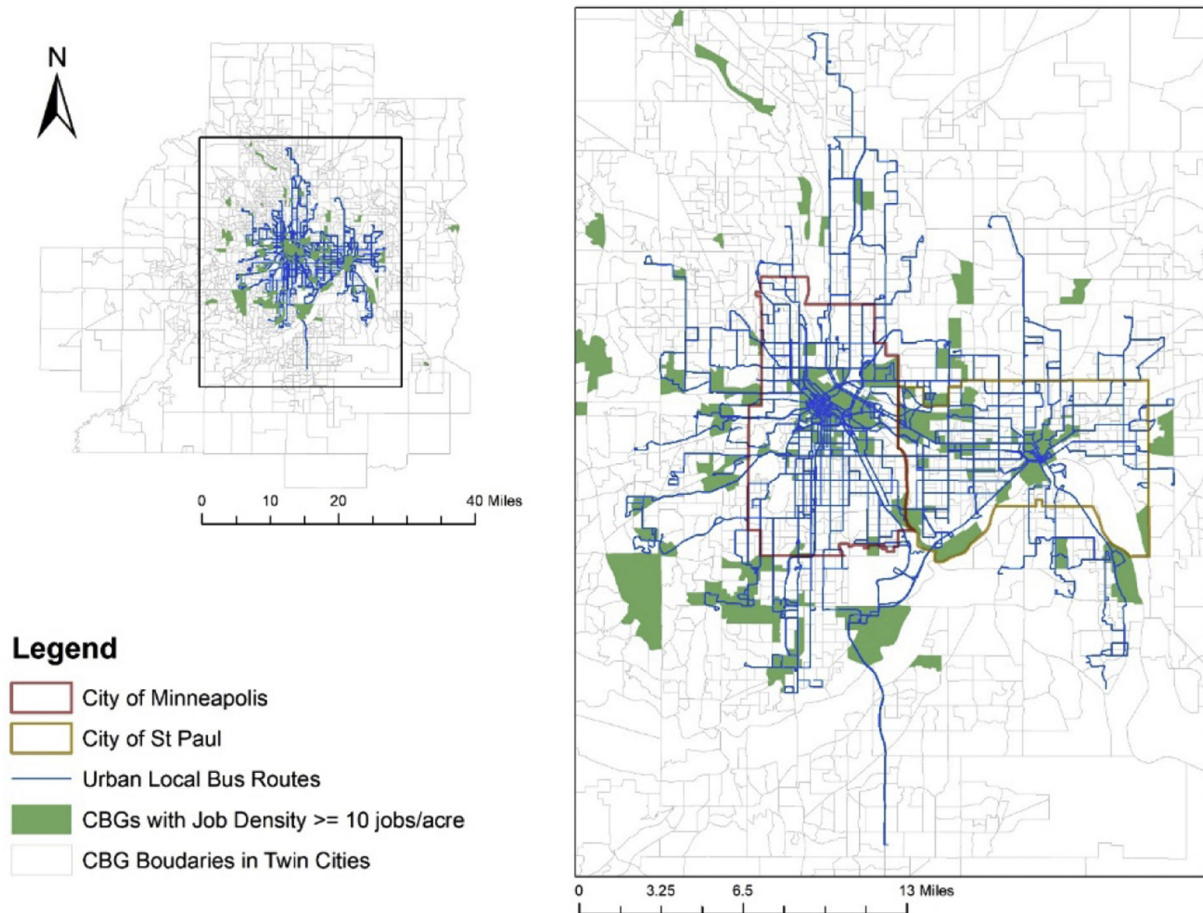 N
0 10 20 40 Miles
Legend
City of Minneapolis
City of St Paul
Urban Local Bus Routes
CBGs with Job Density >= 10 jobs/acre
CBG Boudaries in Twin Cities
0 3.25 6.5 13 Miles